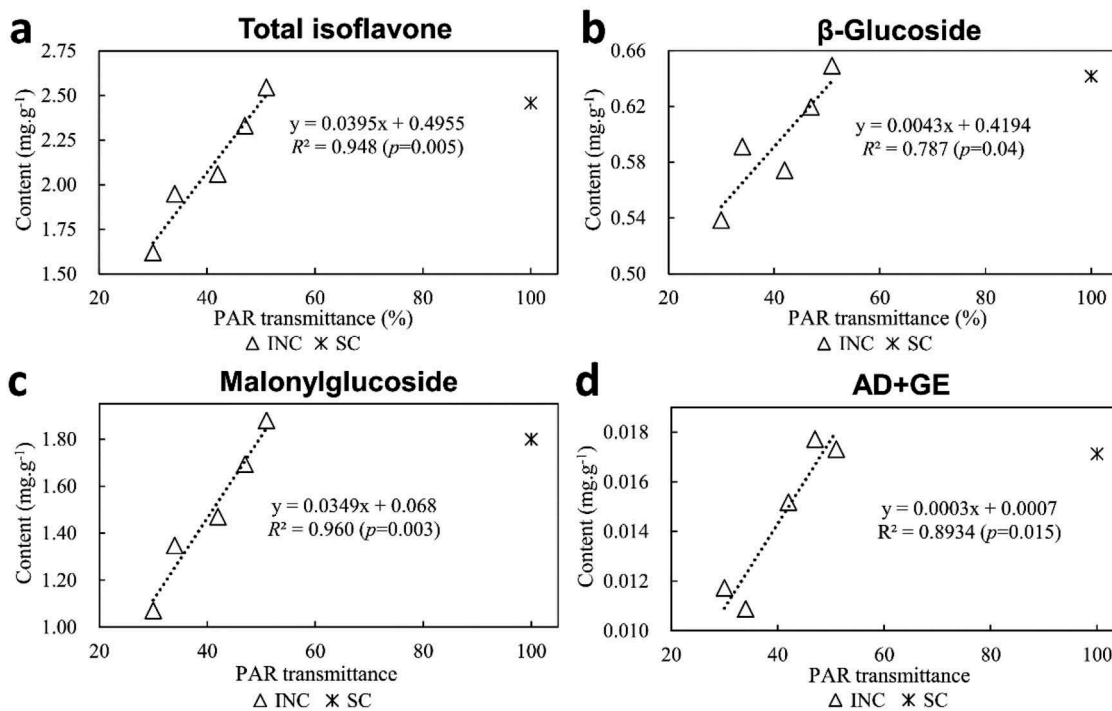 a
Total isoflavone
Content (mg.g⁻¹)
2.75
2.50
2.25
2.00
1.75
1.50
y = 0.0395x + 0.4955
R² = 0.948 (p=0.005)
20 40 60 80 100
PAR transmittance (%)
△ INC ж SC
b
β-Glucoside
Content (mg.g⁻¹)
0.66
0.62
0.58
0.54
0.50
y = 0.0043x + 0.4194
R² = 0.787 (p=0.04)
20 40 60 80 100
PAR transmittance (%)
△ INC ж SC
c
Malonylglucoside
Content (mg.g⁻¹)
1.80
1.60
1.40
1.20
1.00
y = 0.0349x + 0.068
R² = 0.960 (p=0.003)
20 40 60 80 100
PAR transmittance
△ INC ж SC
d
AD+GE
Content (mg.g⁻¹)
0.018
0.016
0.014
0.012
0.010
y = 0.0003x + 0.0007
R² = 0.8934 (p=0.015)
20 40 60 80 100
PAR transmittance
△ INC ж SC